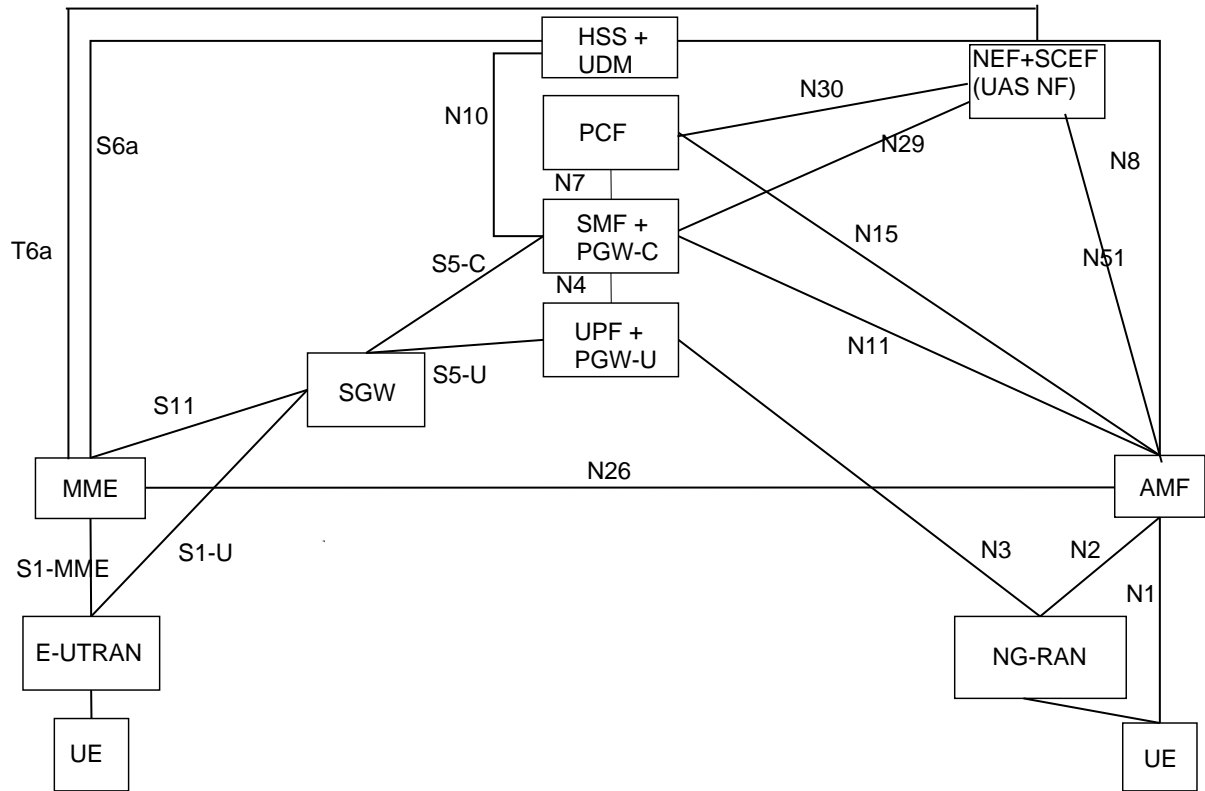 HSS +
UDM
NEF+SCEF
(UAS NF)
N30
N10
PCF
S6a
N29
N8
N7
T6a
SMF +
PGW-C
N15
S5-C
N51
N4
UPF +
PGW-U
N11
S5-U
SGW
S11
N26
MME
AMF
S1-U
N3
N2
S1-MME
N1
E-UTRAN
NG-RAN
UE
UE